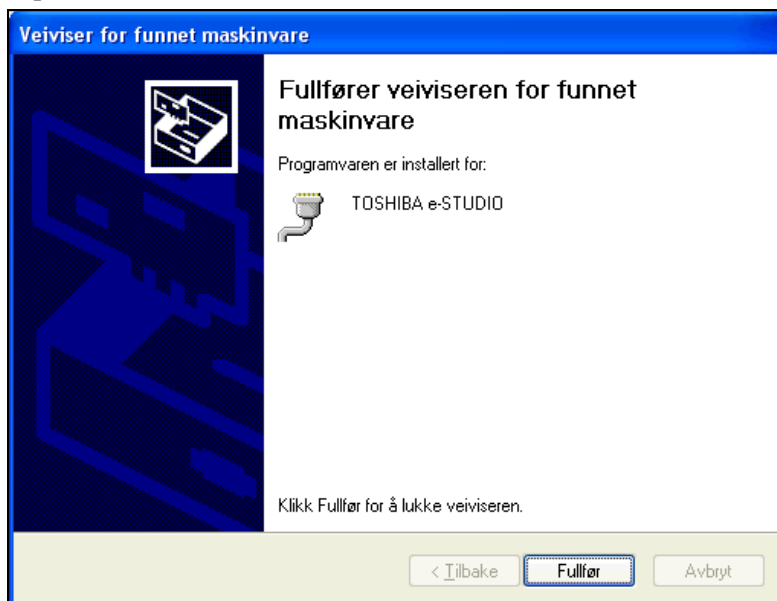 Veiviser for funnet maskinvare
Fullfører veiviseren for funnet
maskinvare
Programvaren er installert for:
TOSHIBA e-STUDIO
Klikk Fullfør for å lukke veiviseren.
< Tilbake
Fullfør
Avbryt